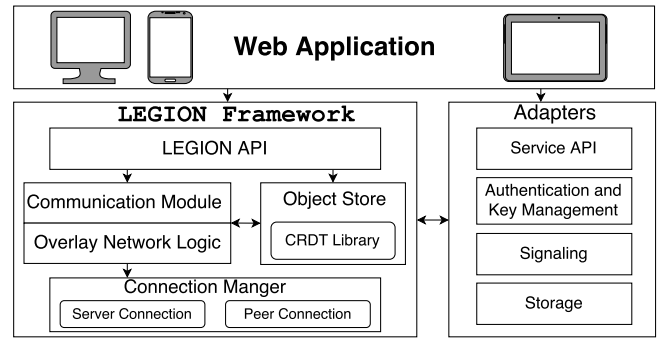 Web Application
LEGION Framework
LEGION API
Communication Module
Overlay Network Logic
Object Store
CRDT Library
Connection Manger
Server Connection
Peer Connection
Adapters
Service API
Authentication and
Key Management
Signaling
Storage